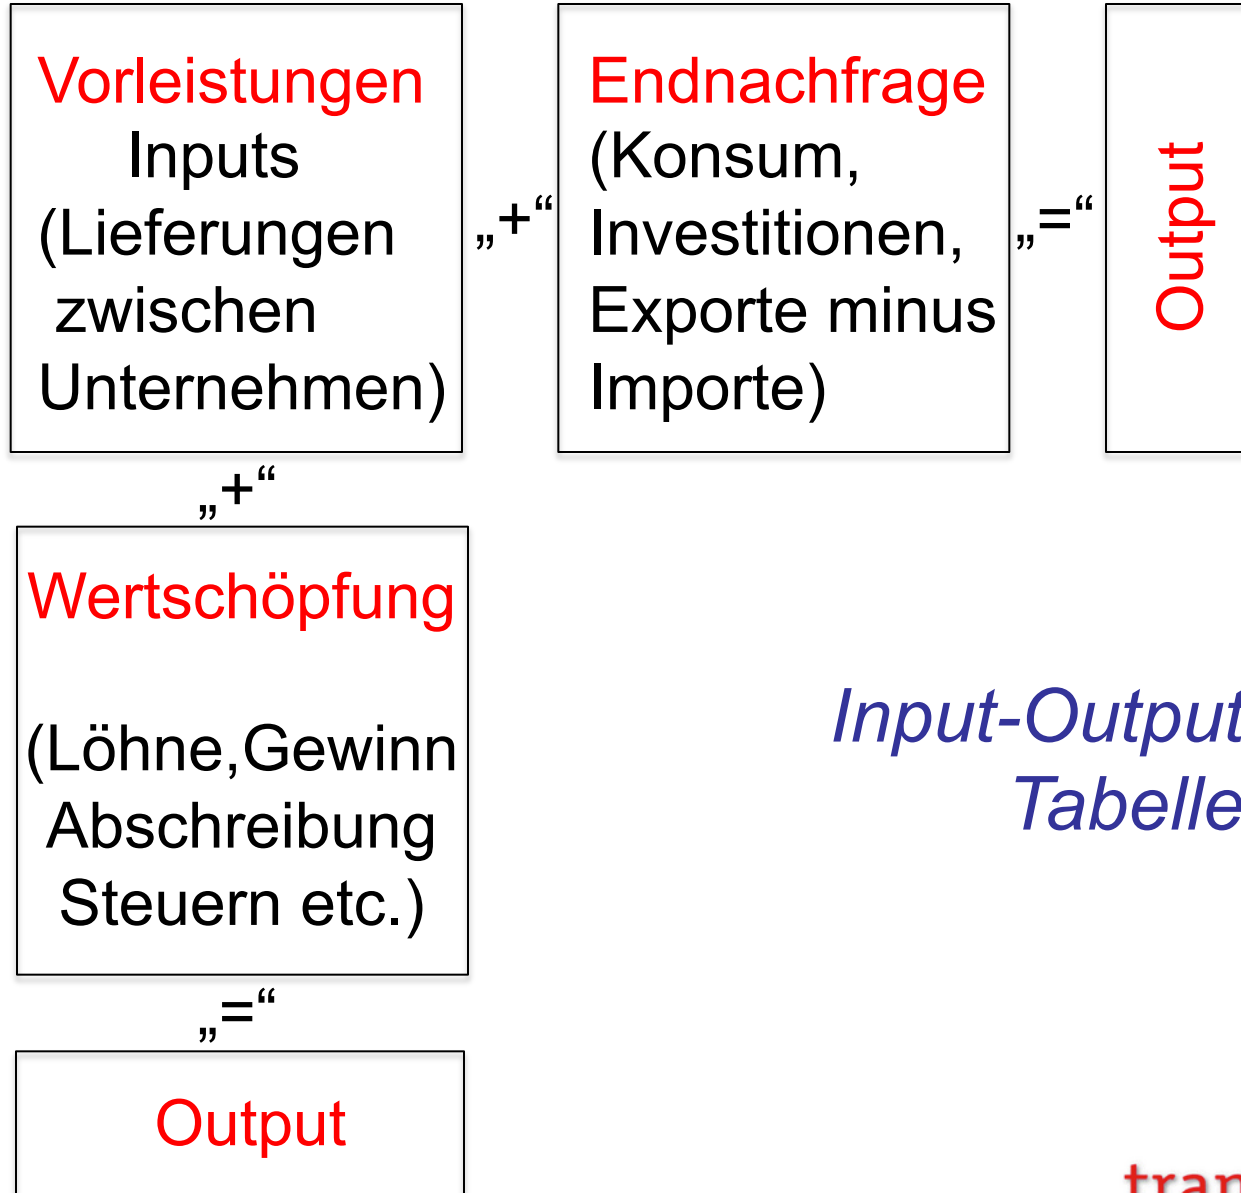 Vorleistungen
Inputs
(Lieferungen
zwischen
Unternehmen)
„+“
Endnachfrage
(Konsum,
Investitionen,
Exporte minus
Importe)
„=“
Output
„+“
Wertschöpfung
(Löhne,Gewinn
Abschreibung
Steuern etc.)
„=“
Output
Input-Output
Tabelle